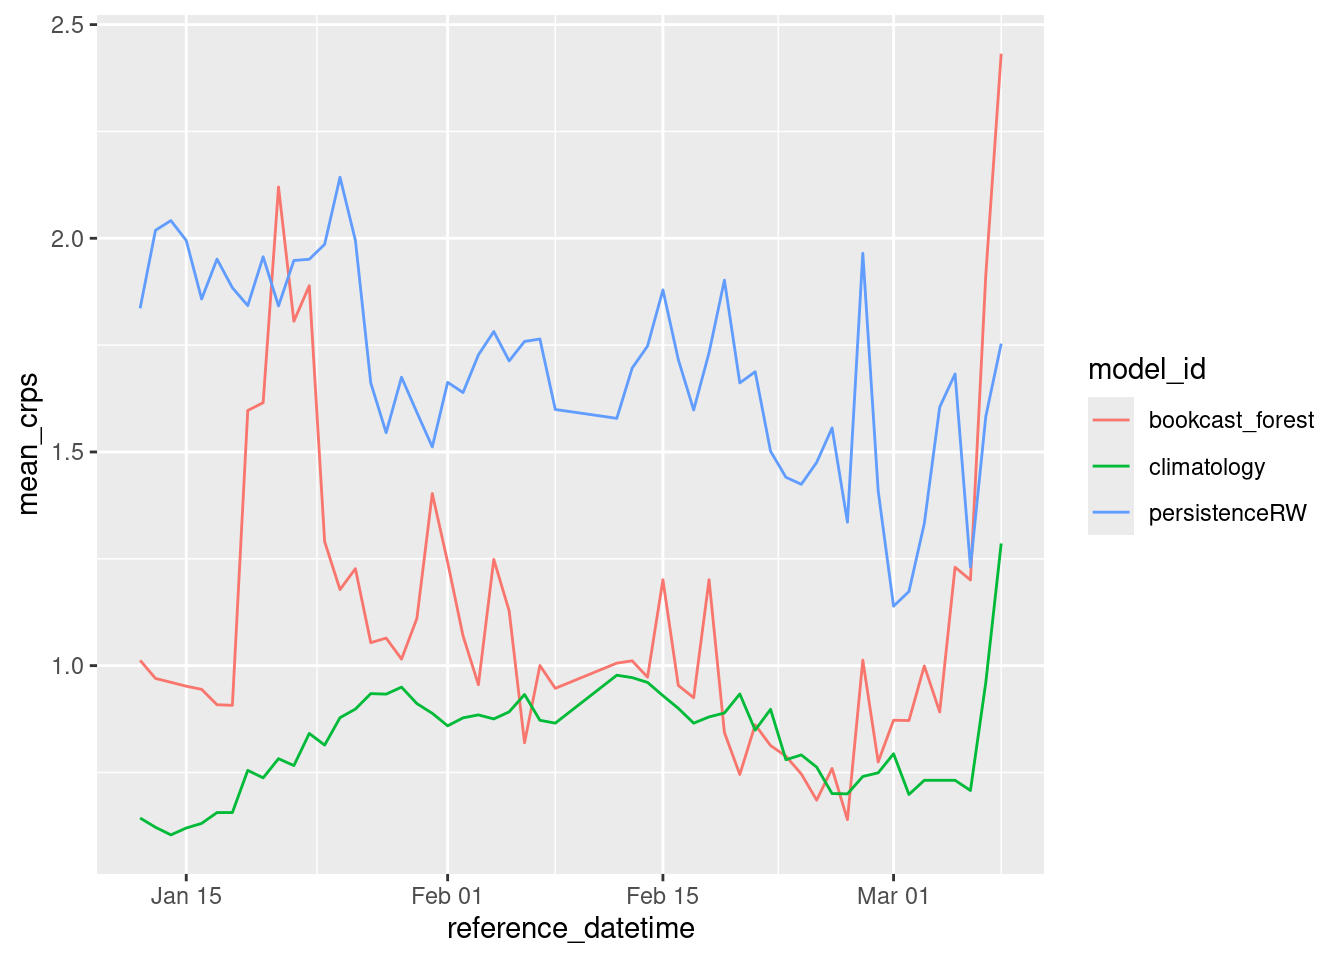 2.5
2.0
1.5
1.0
mean_crps
Jan 15
Feb 01
Feb 15
Mar 01
reference_datetime
model_id
bookcast_forest
climatology
persistenceRW